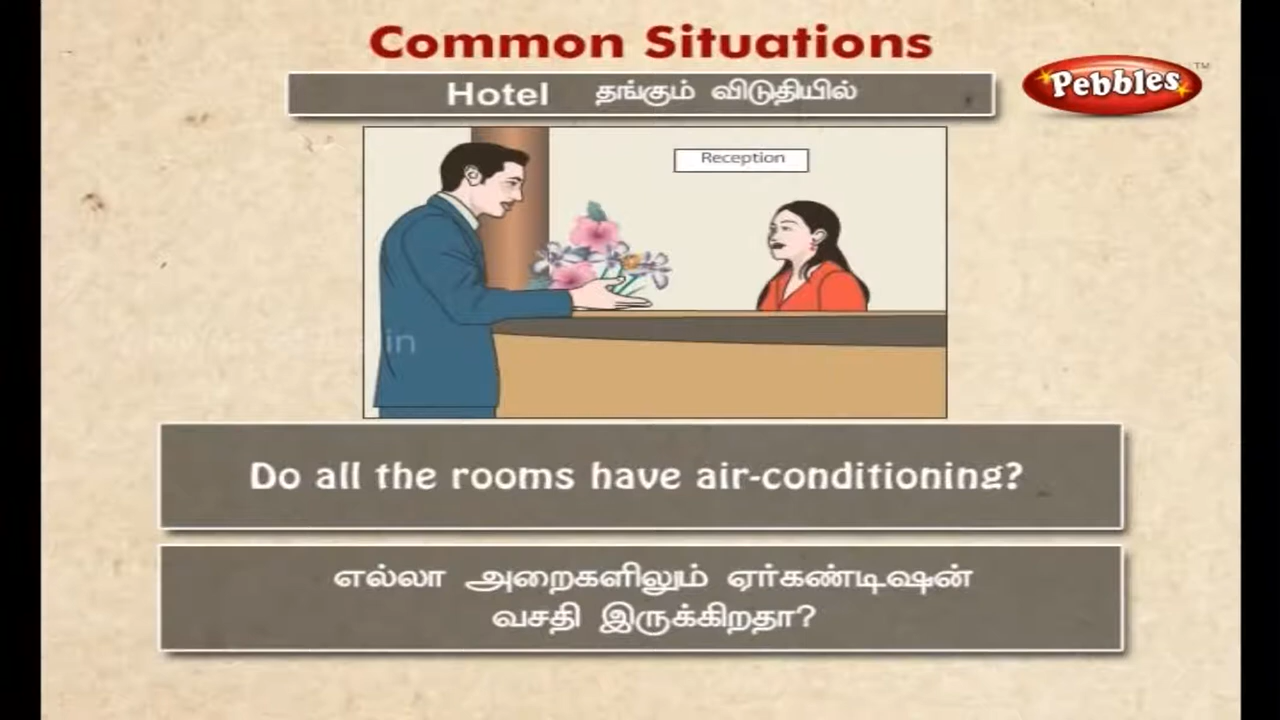 Common Situations
Hotel தங்கும் விடுதியில்
Pebbles™
Reception
Do all the rooms have air-conditioning?
எல்லா அறைகளிலும் ஏர்கண்டிஷன்
வசதி இருக்கிறதா?